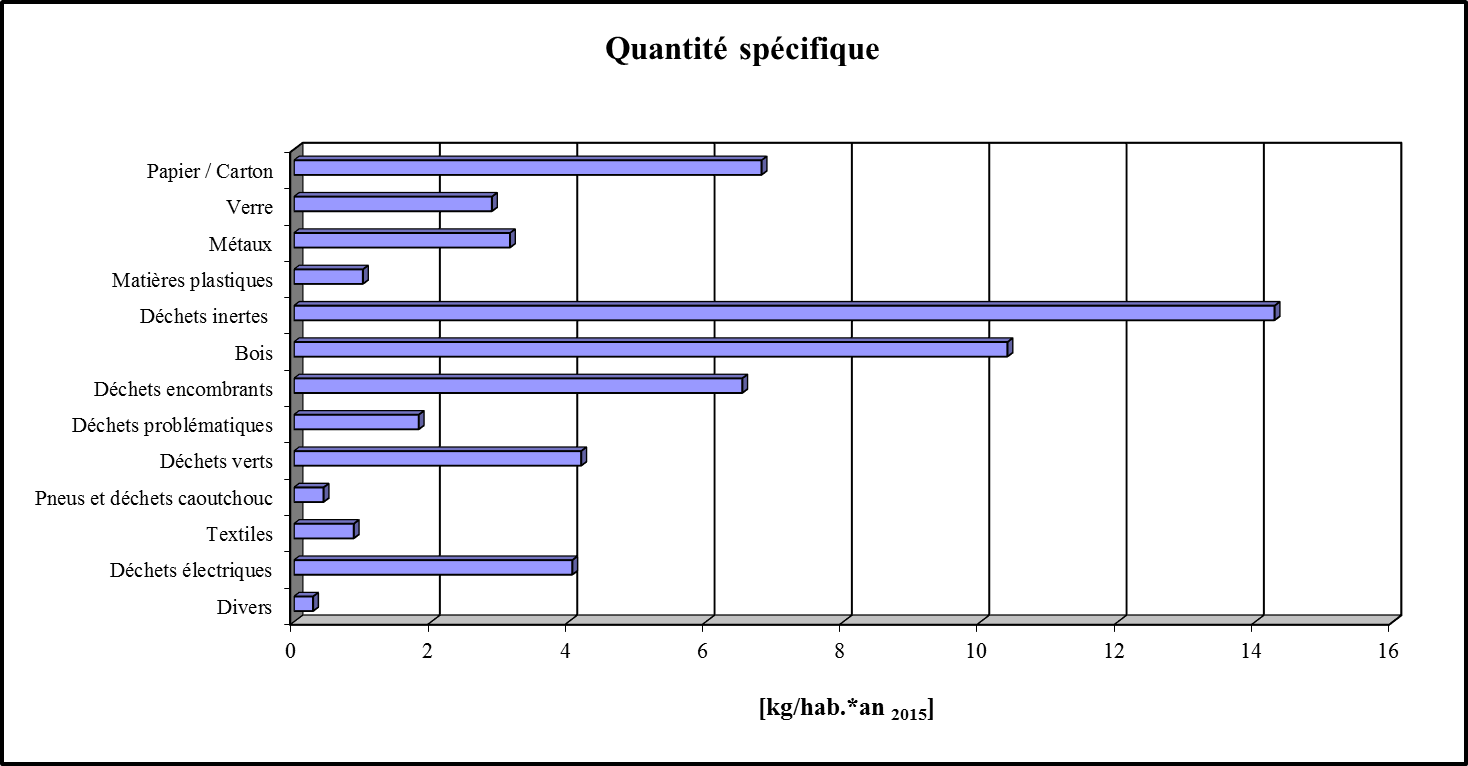 Quantité spécifique
Papier / Carton
Verre
Métaux
Matières plastiques
Déchets inertes
Bois
Déchets encombrants
Déchets problématiques
Déchets verts
Pneus et déchets caoutchouc
Textiles
Déchets électriques
Divers
0 2 4 6 8 10 12 14 16
[kg/hab.*an 2015]